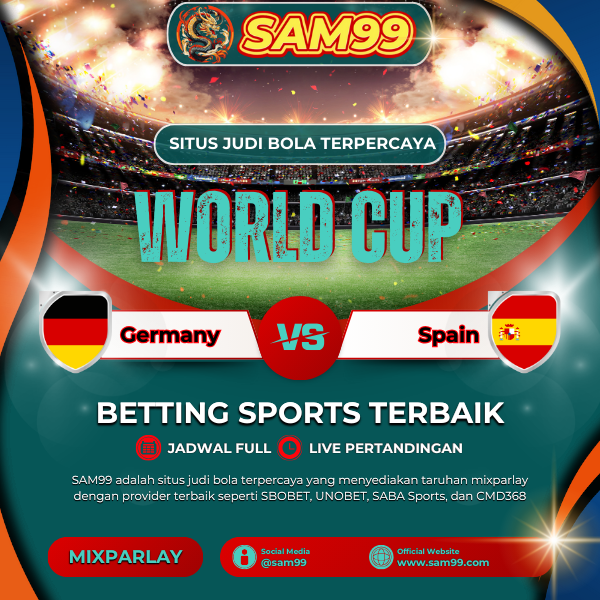 SAM99
SITUS JUDI BOLA TERPERCAYA
WORLD CUP
Germany
VS
Spain
BETTING SPORTS TERBAIK
JADWAL FULL
LIVE PERTANDINGAN
SAM99 adalah situs judi bola terpercaya yang menyediakan taruhan mixparlay
dengan provider terbaik seperti SBOBET, UNOBET, SABA Sports, dan CMD368
MIXPARLAY
Social Media
@sam99
Official Website
www.sam99.com